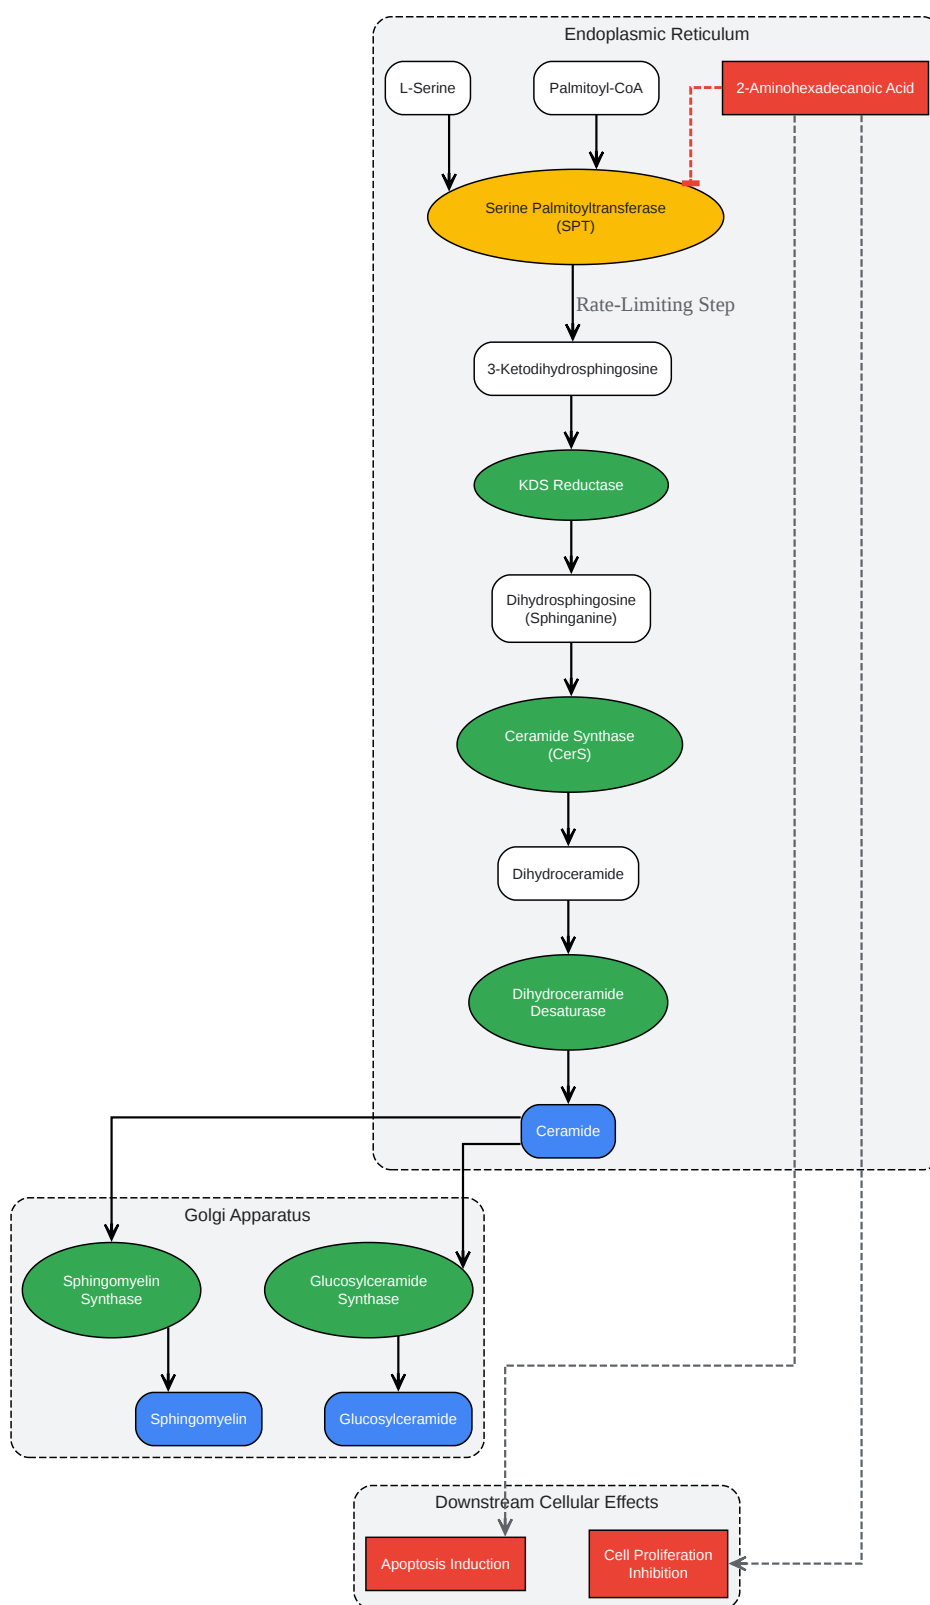 Endoplasmic Reticulum
L-Serine
Palmitoyl-CoA
2-Aminohexadecanoic Acid
Serine Palmitoyltransferase
(SPT)
Rate-Limiting Step
3-Ketodihydrosphingosine
KDS Reductase
Dihydrosphingosine
(Sphinganine)
Ceramide Synthase
(CerS)
Dihydroceramide
Dihydroceramide
Desaturase
Ceramide
Golgi Apparatus
Sphingomyelin
Synthase
Glucosylceramide
Synthase
Sphingomyelin
Glucosylceramide
Downstream Cellular Effects
Apoptosis Induction
Cell Proliferation
Inhibition